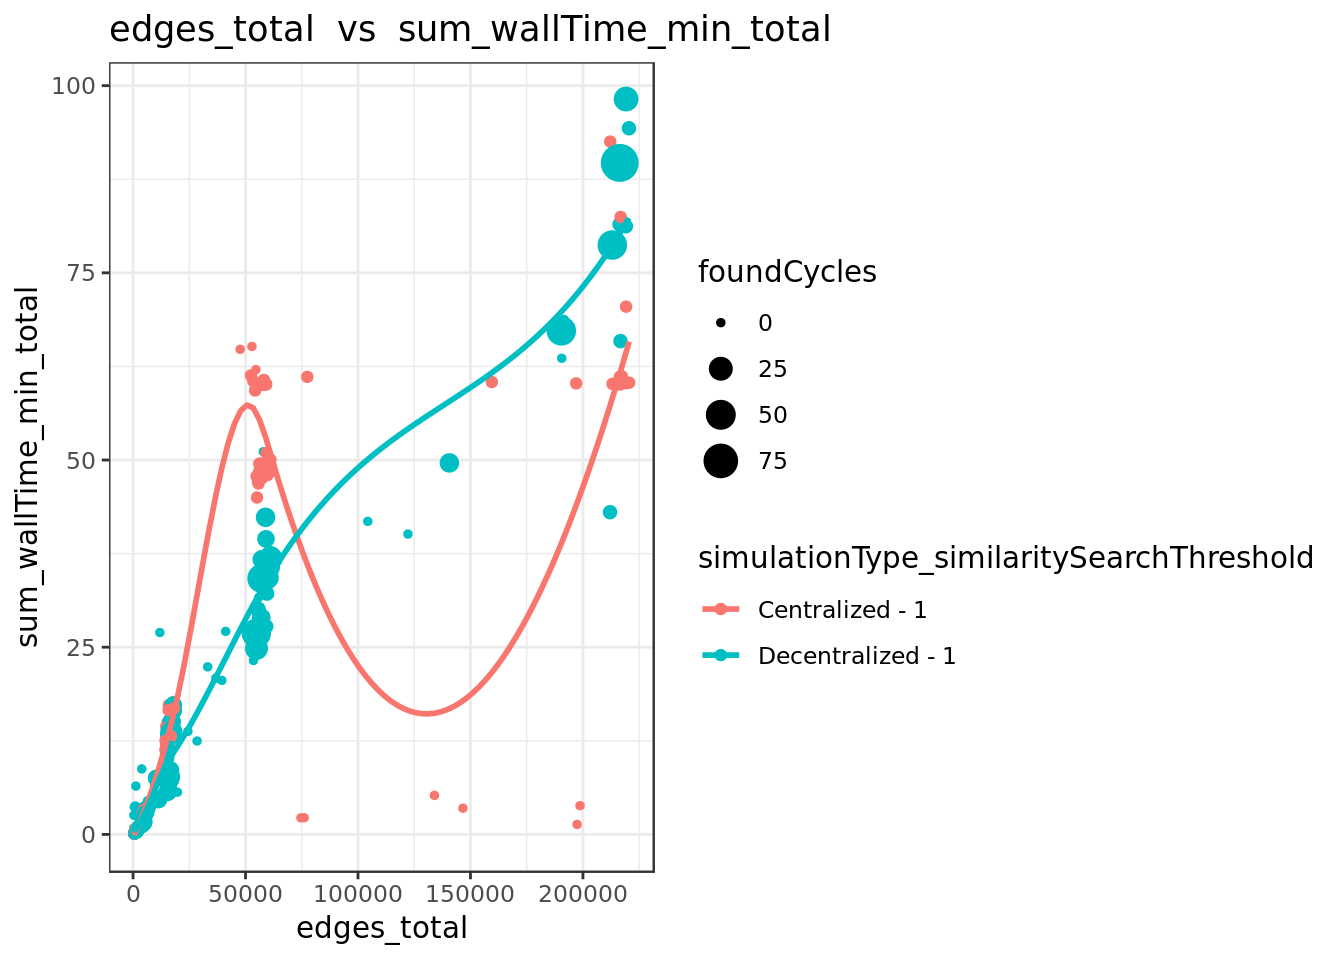 edges_total  vs  sum_wallTime_min_total
100
75
50
25
0
sum_wallTime_min_total
0
50000
100000
150000
200000
edges_total
foundCycles
0
25
50
75
simulationType_similaritySearchThreshold
Centralized - 1
Decentralized - 1